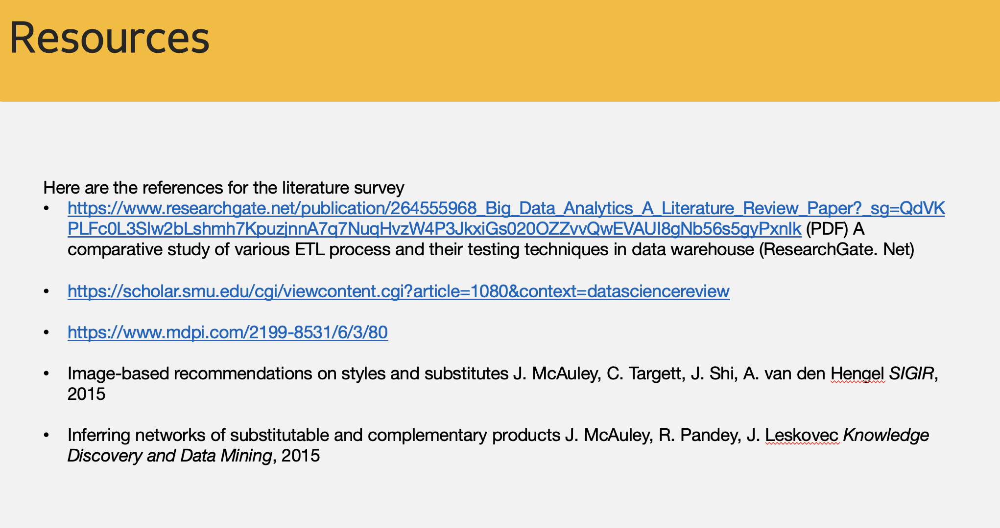 Resources
Here are the references for the literature survey
• https://www.researchgate.net/publication/264555968_Big_Data_Analytics_A_Literature_Review_Paper?_sg=QdVK
PLFc0L3Slw2bLshmh7KpuzjnnA7q7NuqHvzW4P3JkxiGs020OZZvvQwEVAUI8gNb56s5gyPxnlk (PDF) A
comparative study of various ETL process and their testing techniques in data warehouse (ResearchGate. Net)
• https://scholar.smu.edu/cgi/viewcontent.cgi?article=1080&context=datasciencereview
• https://www.mdpi.com/2199-8531/6/3/80
• Image-based recommendations on styles and substitutes J. McAuley, C. Targett, J. Shi, A. van den Hengel SIGIR,
2015
• Inferring networks of substitutable and complementary products J. McAuley, R. Pandey, J. Leskovec Knowledge
Discovery and Data Mining, 2015